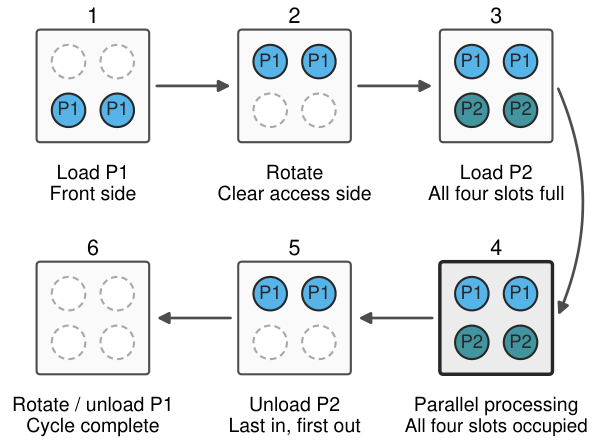 1
2
3
P1 P1
P1 P1
P1 P1
P1 P1
P2 P2
Load P1
Front side
Rotate
Clear access side
Load P2
All four slots full
6
5
4
P1 P1
P1 P1
P2 P2
Rotate / unload P1
Cycle complete
Unload P2
Last in, first out
Parallel processing
All four slots occupied